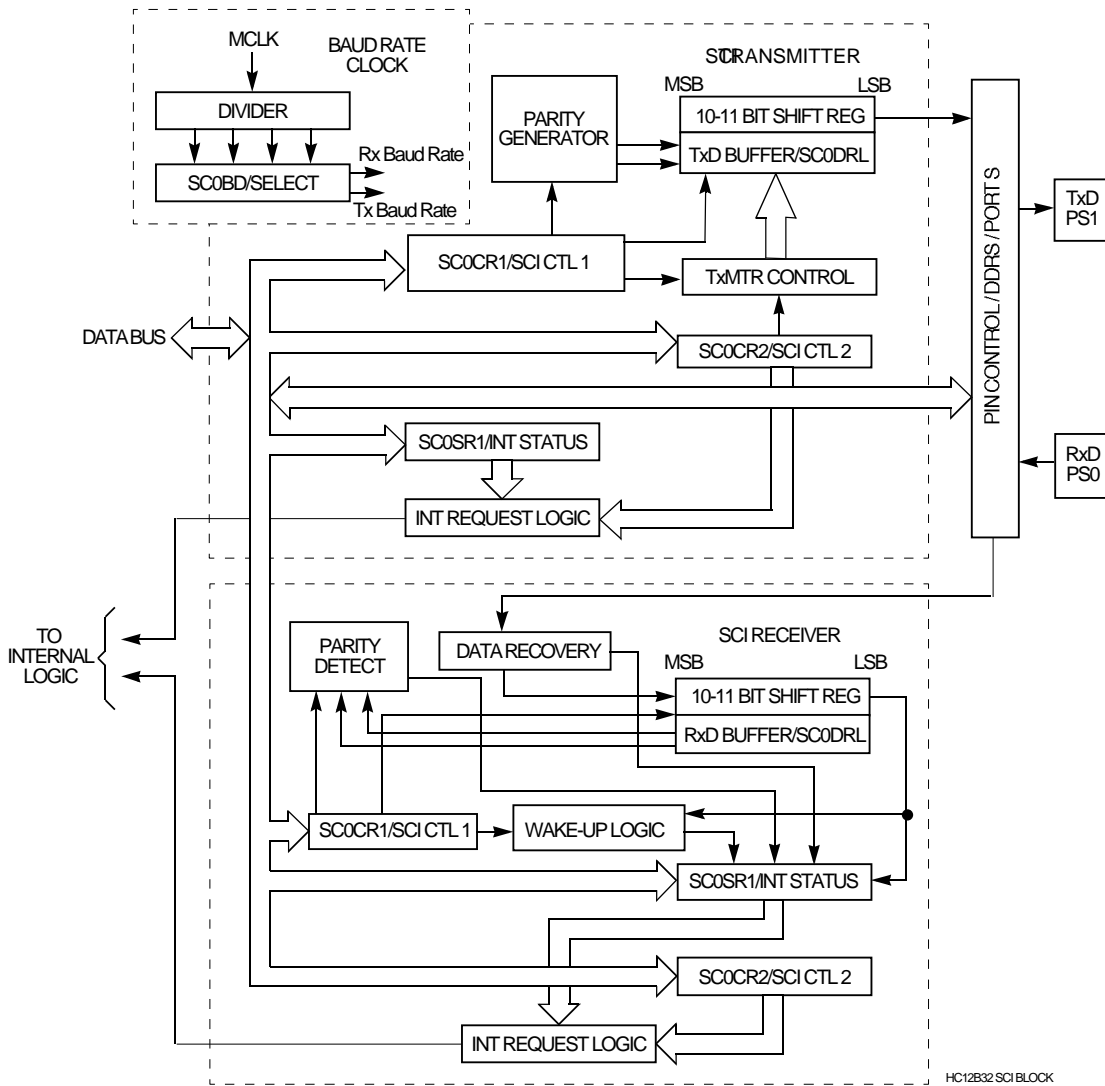 MCLK
BAUD RATE
CLOCK
DIVIDER
SC0BD/SELECT
Rx Baud Rate
Tx Baud Rate
SCI TRANSMITTER
MSB
LSB
PARITY
GENERATOR
10-11 BIT SHIFT REG
TxD BUFFER/SC0DRL
SC0CR1/SCI CTL 1
TxMTR CONTROL
SC0CR2/SCI CTL 2
DATA BUS
SC0SR1/INT STATUS
INT REQUEST LOGIC
PIN CONTROL / DDRS / PORT S
TxD
PS1
RxD
PS0
TO
INTERNAL
LOGIC
SCI RECEIVER
MSB
LSB
PARITY
DETECT
DATA RECOVERY
10-11 BIT SHIFT REG
RxD BUFFER/SC0DRL
SC0CR1/SCI CTL 1
WAKE-UP LOGIC
SC0SR1/INT STATUS
SC0CR2/SCI CTL 2
INT REQUEST LOGIC
HC12B32 SCI BLOCK